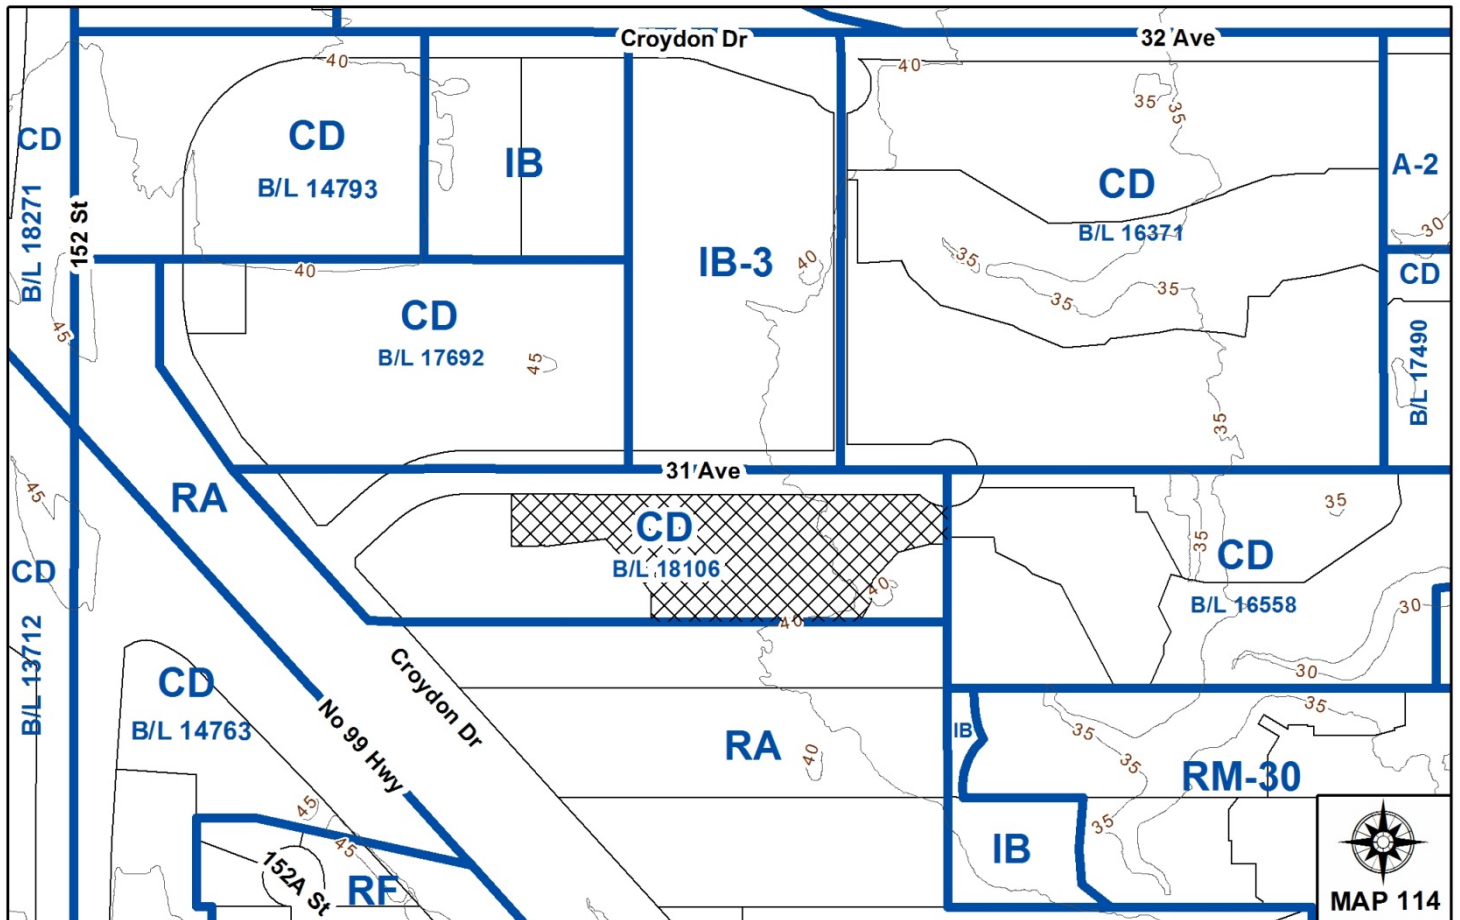 Croydon Dr
32 Ave
40
40
35
35
CD
CD
IB
A-2
CD
B/L 14793
B/L 18271
152 St
B/L 16371
30
IB-3
40
35
40
CD
35
35
CD
B/L 17692
45
45
B/L 17490
35
31 Ave
RA
45
35
CD
35
CD
B/L 18106
CD
40
B/L 16558
30
40
B/L 13712
30
CD
Croydon Dr
35
B/L 14763
No 99 Hwy
RA
40
IB
35
35
RM-30
45
35
45
IB
152A St
RF
MAP 114